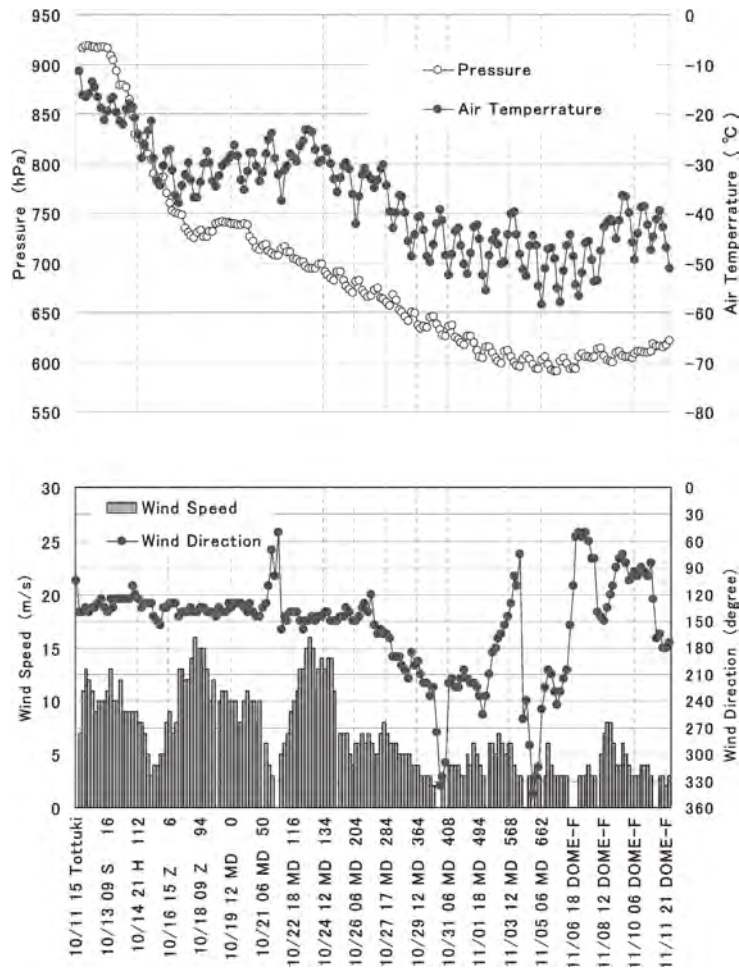 950
900
850
800
750
700
650
600
550
Pressure (hPa)
0
−10
−20
−30
−40
−50
−60
−70
−80
Air Temperature (℃)
Pressure
Air Temperrature
30
25
20
15
10
5
0
Wind Speed (m/s)
0
30
60
90
120
150
180
210
240
270
300
330
360
Wind Direction (degree)
Wind Speed
Wind Direction
10/11 15 Tottuki
10/13 09 S 16
10/14 21 H 112
10/16 15 Z 6
10/18 09 Z 94
10/19 12 MD 0
10/21 06 MD 50
10/22 18 MD 116
10/24 12 MD 134
10/26 06 MD 204
10/27 17 MD 284
10/29 12 MD 364
10/31 06 MD 408
11/01 18 MD 494
11/03 12 MD 568
11/05 06 MD 662
11/06 18 DOME-F
11/08 12 DOME-F
11/10 06 DOME-F
11/11 21 DOME-F